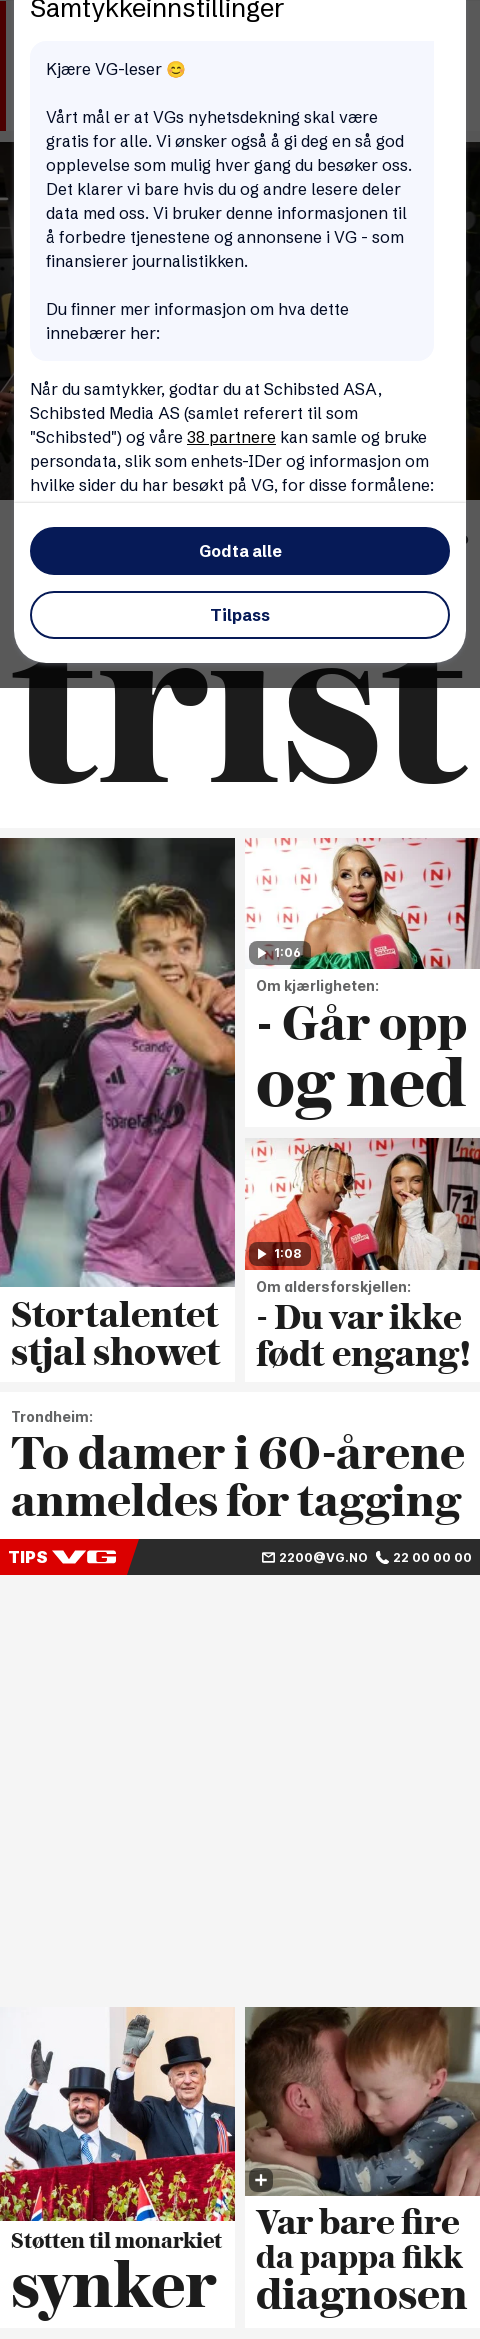 Samtykkeinnstillinger
Kjære VG-leser 😊
Vårt mål er at VGs nyhetsdekning skal være
gratis for alle. Vi ønsker også å gi deg en så god
opplevelse som mulig hver gang du besøker oss.
Det klarer vi bare hvis du og andre lesere deler
data med oss. Vi bruker denne informasjonen til
å forbedre tjenestene og annonsene i VG - som
finansierer journalistikken.
Du finner mer informasjon om hva dette
innebærer her:
Når du samtykker, godtar du at Schibsted ASA,
Schibsted Media AS (samlet referert til som
"Schibsted") og våre 38 partnere kan samle og bruke
persondata, slik som enhets-IDer og informasjon om
hvilke sider du har besøkt på VG, for disse formålene:
Godta alle
Tilpass
trist
1:06
Om kjærligheten:
- Går opp
og ned
1:08
Om aldersforskjellen:
- Du var ikke
født engang!
Stortalentet
stjal showet
Trondheim:
To damer i 60-årene
anmeldes for tagging
TIPS VG
2200@VG.NO 22 00 00 00
Støtten til monarkiet
synker
Var bare fire
da pappa fikk
diagnosen